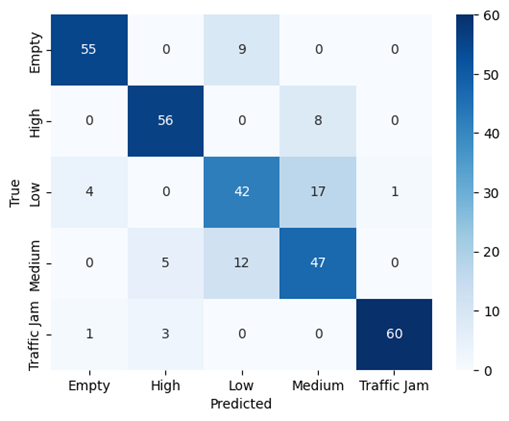 60
Empty 55 0 9 0 0
50
High 0 56 0 8 0
40
True
Low 4 0 42 17 1
30
20
Medium 0 5 12 47 0
10
Traffic Jam 1 3 0 0 60
0
Empty High Low Medium Traffic Jam
Predicted